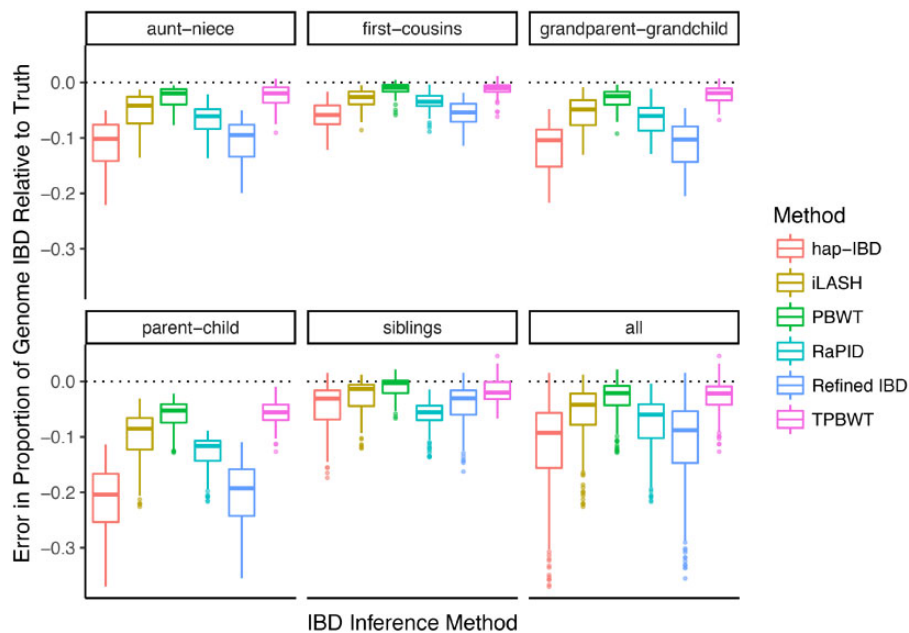 aunt−niece
first−cousins
grandparent−grandchild
0.0
−0.1
−0.2
−0.3
parent−child
siblings
all
0.0
−0.1
−0.2
−0.3
Error in Proportion of Genome IBD Relative to Truth
IBD Inference Method
Method
hap−IBD
iLASH
PBWT
RaPID
Refined IBD
TPBWT